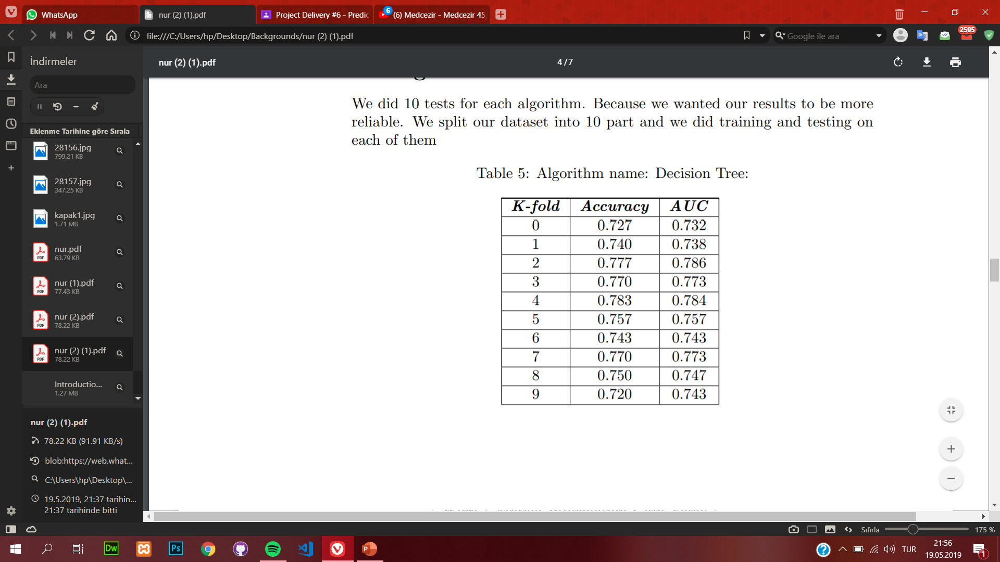 WhatsApp
nur (2) (1).pdf
Project Delivery #6 - Predic
6
(6) Medcezir - Medcezir 45.
file:///C:/Users/hp/Desktop/Backgrounds/nur (2) (1).pdf
Google ile ara
2595
İndirmeler
Ara
Eklenme Tarihine göre Sırala
28156.jpg
799.21 KB
28157.jpg
347.25 KB
kapak1.jpg
1.71 MB
nur.pdf
63.79 KB
nur (1).pdf
77.43 KB
nur (2).pdf
78.22 KB
nur (2) (1).pdf
78.22 KB
Introductio...
1.27 MB
nur (2) (1).pdf
78.22 KB (91.91 KB/s)
blob:https://web.what...
C:\Users\hp\Desktop\...
19.5.2019, 21:37 tarihin...
21:37 tarihinde bitti
nur (2) (1).pdf
4 / 7
We did 10 tests for each algorithm. Because we wanted our results to be more
reliable. We split our dataset into 10 part and we did training and testing on
each of them
Table 5: Algorithm name: Decision Tree:
K-fold Accuracy AUC
0 0.727 0.732
1 0.740 0.738
2 0.777 0.786
3 0.770 0.773
4 0.783 0.784
5 0.757 0.757
6 0.743 0.743
7 0.770 0.773
8 0.750 0.747
9 0.720 0.743
Sıfırla
175 %
Dw
Ps
P
TUR
21:56
19.05.2019
1